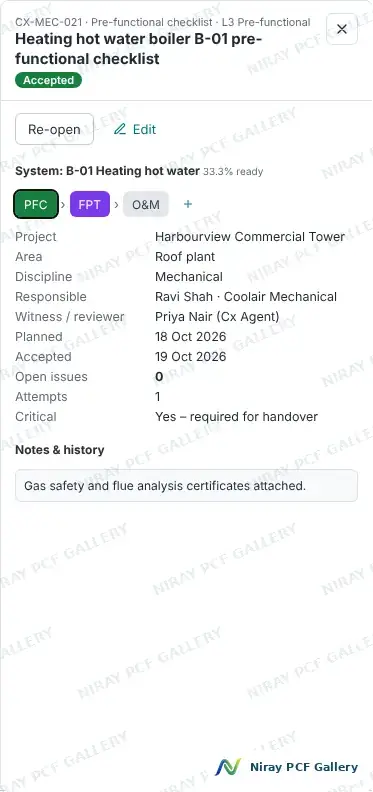 CX-MEC-021 · Pre-functional checklist · L3 Pre-functional
Heating hot water boiler B-01 pre-
functional checklist
Accepted
Re-open
Edit
System: B-01 Heating hot water 33.3% ready
PFC › FPT › O&M +
Project Harbourview Commercial Tower
Area Roof plant
Discipline Mechanical
Responsible Ravi Shah · Coolair Mechanical
Witness / reviewer Priya Nair (Cx Agent)
Planned 18 Oct 2026
Accepted 19 Oct 2026
Open issues 0
Attempts 1
Critical Yes – required for handover
Notes & history
Gas safety and flue analysis certificates attached.
NIRAY PCF GALLERY
Niray PCF Gallery